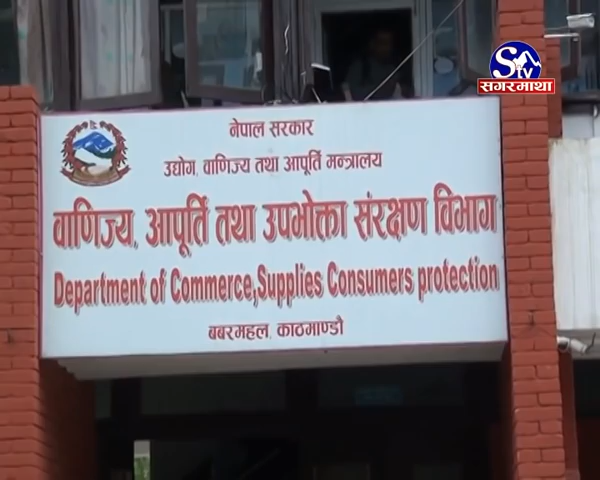 STV
सगरमाथा
नेपाल सरकार
उद्योग, वाणिज्य तथा आपूर्ति मन्त्रालय
वाणिज्य, आपूर्ति तथा उपभोक्ता संरक्षण विभाग
Department of Commerce,Supplies Consumers protection
बबरमहल, काठमाण्डौ